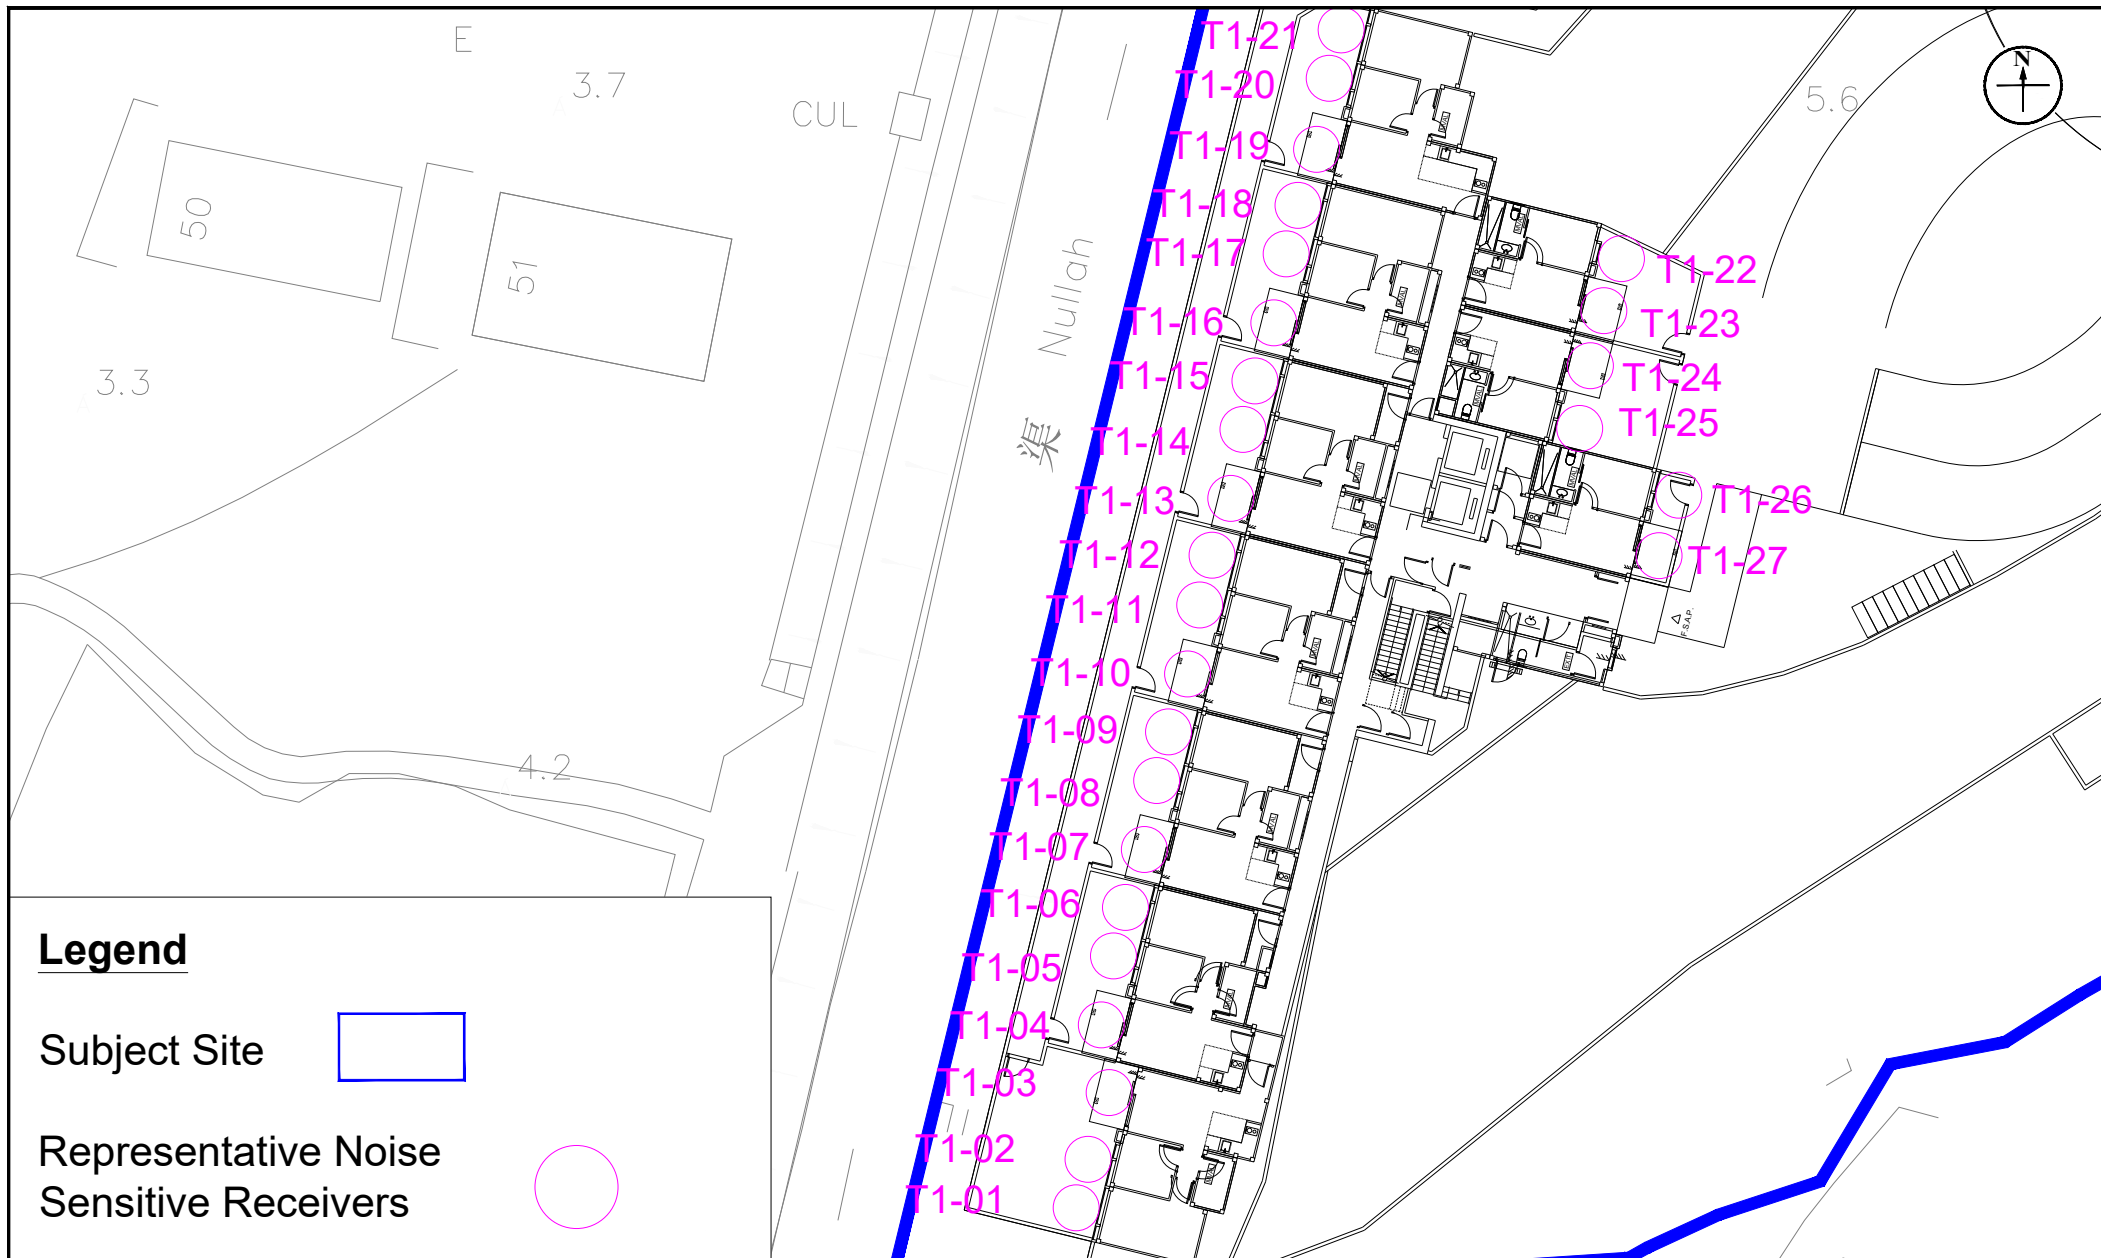 E
3.7
CUL
N
5.6
50
51
3.3
4.2
Nullah
渠
T1-21
T1-20
T1-19
T1-18
T1-17
T1-16
T1-15
T1-14
T1-13
T1-12
T1-11
T1-10
T1-09
T1-08
T1-07
T1-06
T1-05
T1-04
T1-03
T1-02
T1-01
T1-22
T1-23
T1-24
T1-25
T1-26
T1-27
F.S.A.P.
Legend
Subject Site
Representative Noise
Sensitive Receivers